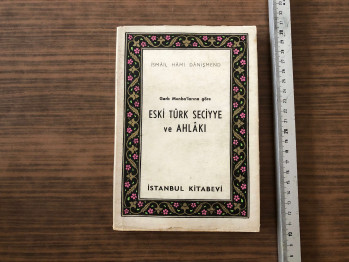 İSMAİL HAMİ DANİŞMEND
Garb Menba'larına göre
ESKİ TÜRK SECİYYE
ve AHLÂKI
İSTANBUL KİTABEVİ